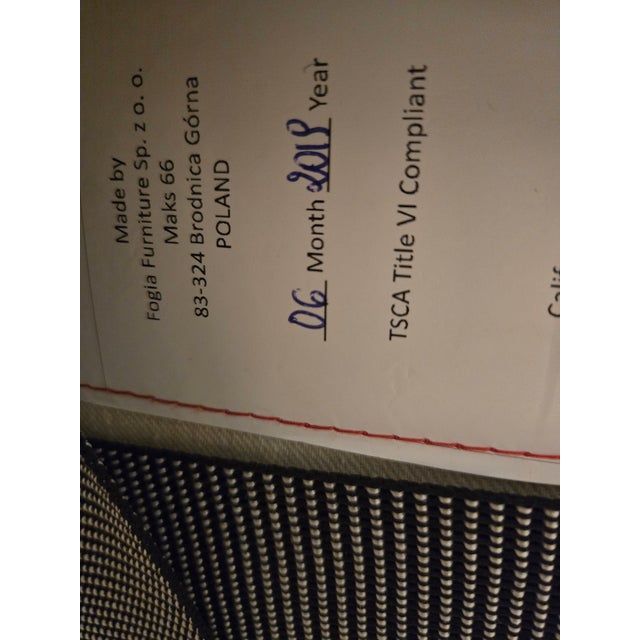 Made by
Fogia Furniture Sp. z o. o.
Maks 66
83-324 Brodnica Górna
POLAND
06 Month 2018 Year
TSCA Title VI Compliant